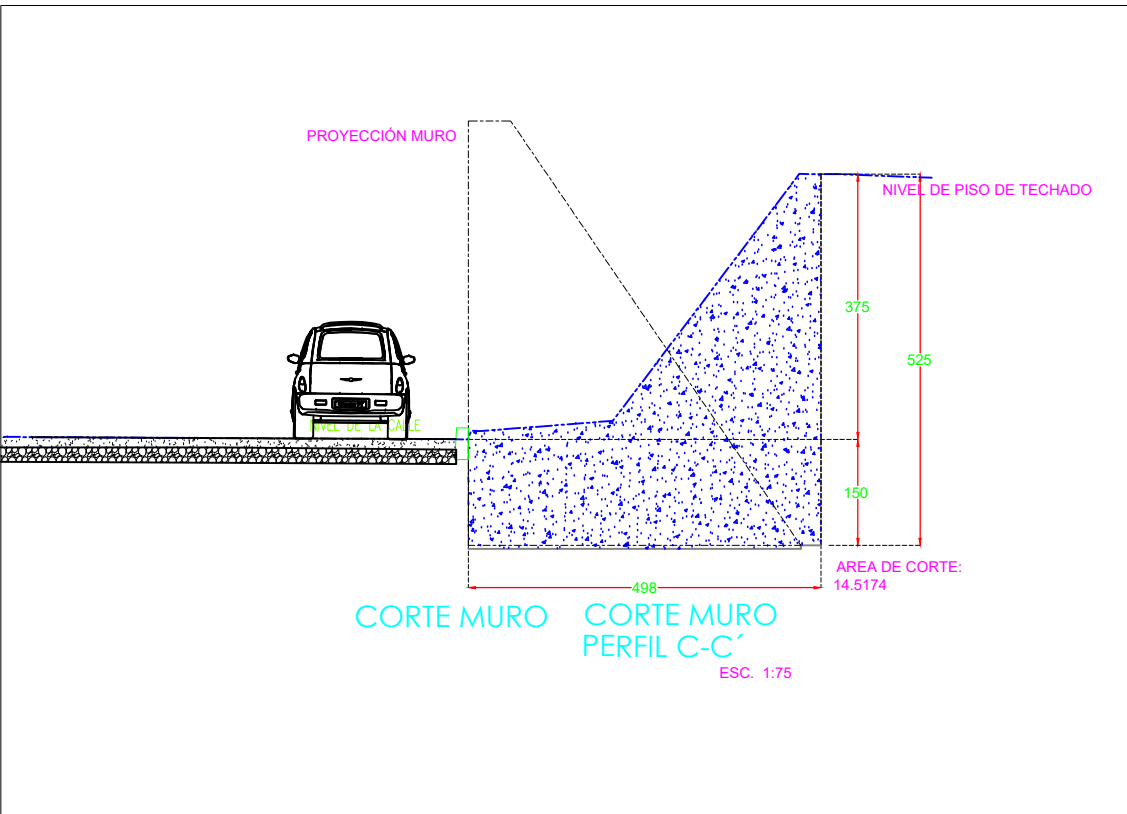 PROYECCIÓN MURO
NIVEL DE PISO DE TECHADO
375
525
NIVEL DE LA CALLE
150
AREA DE CORTE:
14.5174
498
CORTE MURO
CORTE MURO
PERFIL C-C´
ESC. 1:75